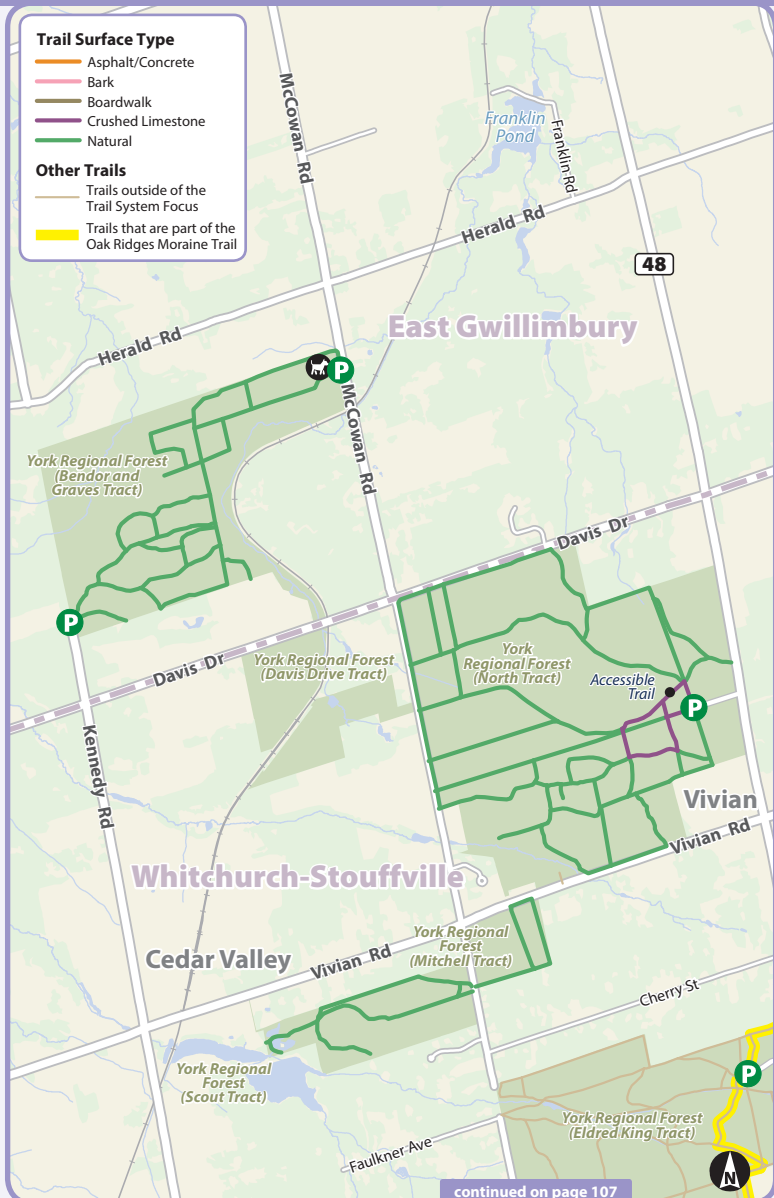 Trail Surface Type
Asphalt/Concrete
Bark
Boardwalk
Crushed Limestone
Natural
Other Trails
Trails outside of the
Trail System Focus
Trails that are part of the
Oak Ridges Moraine Trail
McCowan Rd
Franklin
Pond
Franklin Rd
Herald Rd
48
East Gwillimbury
Herald Rd
P
McCowan Rd
York Regional Forest
(Bendor and
Graves Tract)
Davis Dr
P
York Regional Forest
(Davis Drive Tract)
York
Regional Forest
(North Tract)
Accessible
Trail
Davis Dr
P
Kennedy Rd
Vivian
Vivian Rd
Whitchurch-Stouffville
York Regional
Forest
(Mitchell Tract)
Cedar Valley
Vivian Rd
Cherry St
York Regional
Forest
(Scout Tract)
P
York Regional Forest
(Eldred King Tract)
Faulkner Ave
N
continued on page 107